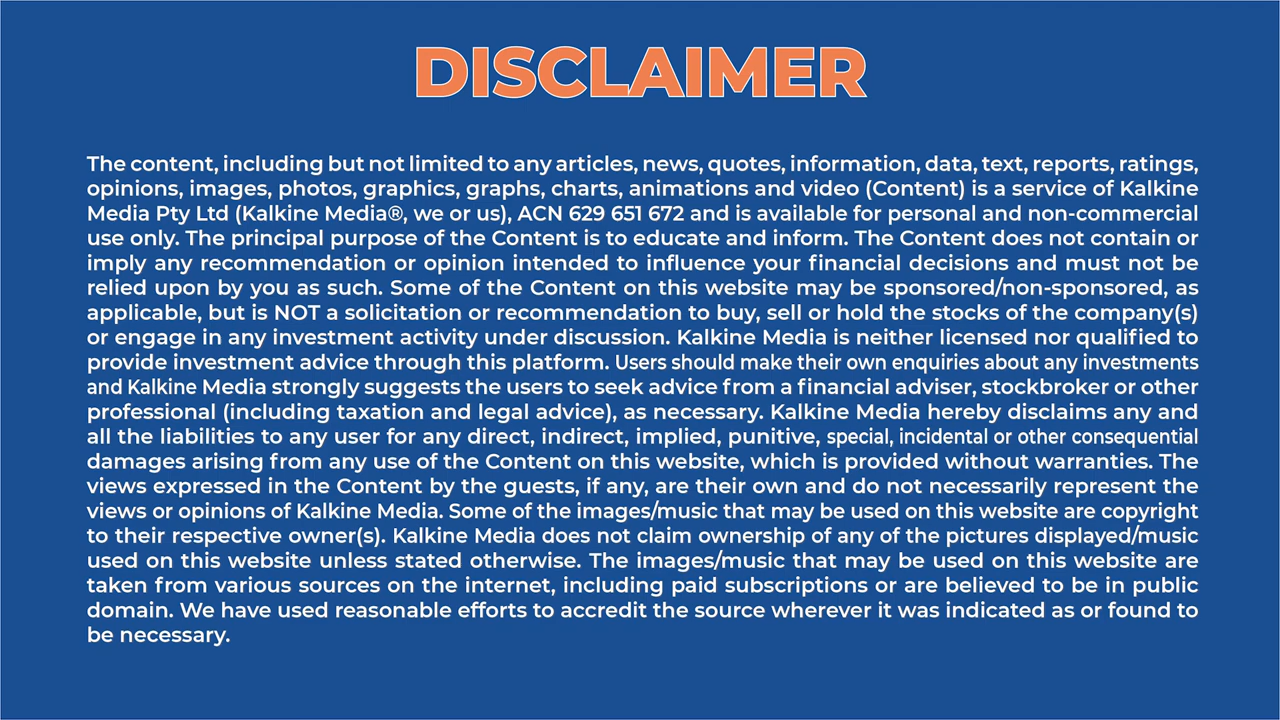 DISCLAIMER
The content, including but not limited to any articles, news, quotes, information, data, text, reports, ratings,
opinions, images, photos, graphics, graphs, charts, animations and video (Content) is a service of Kalkine
Media Pty Ltd (Kalkine Media®, we or us), ACN 629 651 672 and is available for personal and non-commercial
use only. The principal purpose of the Content is to educate and inform. The Content does not contain or
imply any recommendation or opinion intended to influence your financial decisions and must not be
relied upon by you as such. Some of the Content on this website may be sponsored/non-sponsored, as
applicable, but is NOT a solicitation or recommendation to buy, sell or hold the stocks of the company(s)
or engage in any investment activity under discussion. Kalkine Media is neither licensed nor qualified to
provide investment advice through this platform. Users should make their own enquiries about any investments
and Kalkine Media strongly suggests the users to seek advice from a financial adviser, stockbroker or other
professional (including taxation and legal advice), as necessary. Kalkine Media hereby disclaims any and
all the liabilities to any user for any direct, indirect, implied, punitive, special, incidental or other consequential
damages arising from any use of the Content on this website, which is provided without warranties. The
views expressed in the Content by the guests, if any, are their own and do not necessarily represent the
views or opinions of Kalkine Media. Some of the images/music that may be used on this website are copyright
to their respective owner(s). Kalkine Media does not claim ownership of any of the pictures displayed/music
used on this website unless stated otherwise. The images/music that may be used on this website are
taken from various sources on the internet, including paid subscriptions or are believed to be in public
domain. We have used reasonable efforts to accredit the source wherever it was indicated as or found to
be necessary.